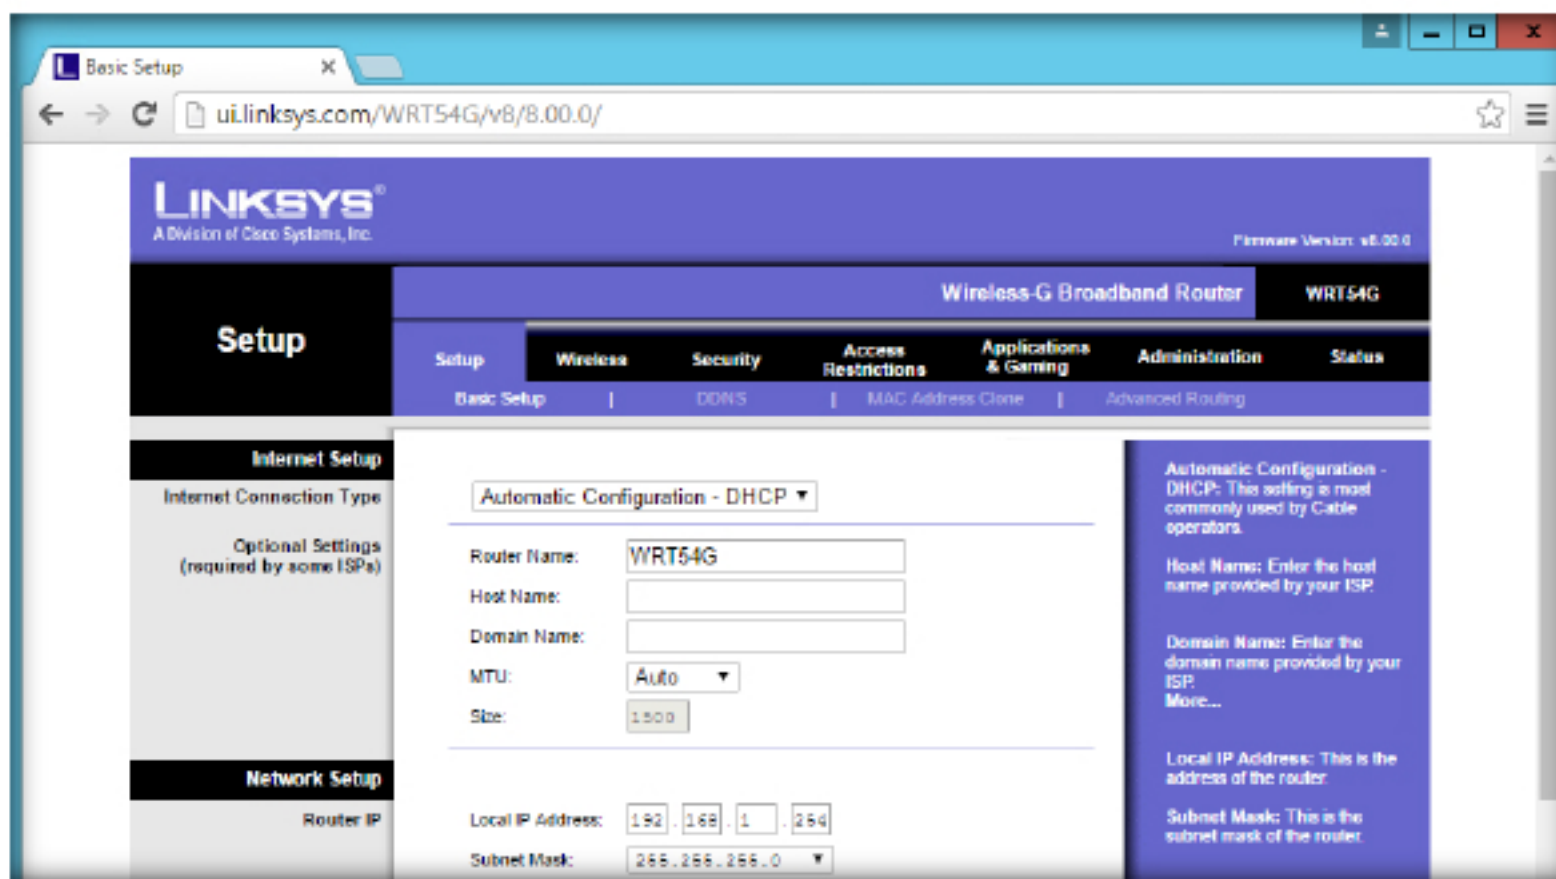 Basic Setup
ui.linksys.com/WRT54G/v8/8.00.0/
LINKSYS®
A Division of Cisco Systems, Inc.
Firmware Version: v8.00.0
Wireless-G Broadband Router WRT54G
Setup
Setup Wireless Security Access Restrictions Applications & Gaming Administration Status
Basic Setup | DDNS | MAC Address Clone | Advanced Routing
Internet Setup
Internet Connection Type
Automatic Configuration - DHCP
Optional Settings
(required by some ISPs)
Router Name: WRT54G
Host Name:
Domain Name:
MTU: Auto
Size: 1500
Network Setup
Router IP
Local IP Address: 192 . 168 . 1 . 254
Subnet Mask: 255.255.255.0
Automatic Configuration -
DHCP: This setting is most
commonly used by Cable
operators.
Host Name: Enter the host
name provided by your ISP.
Domain Name: Enter the
domain name provided by your
ISP.
More...
Local IP Address: This is the
address of the router.
Subnet Mask: This is the
subnet mask of the router.